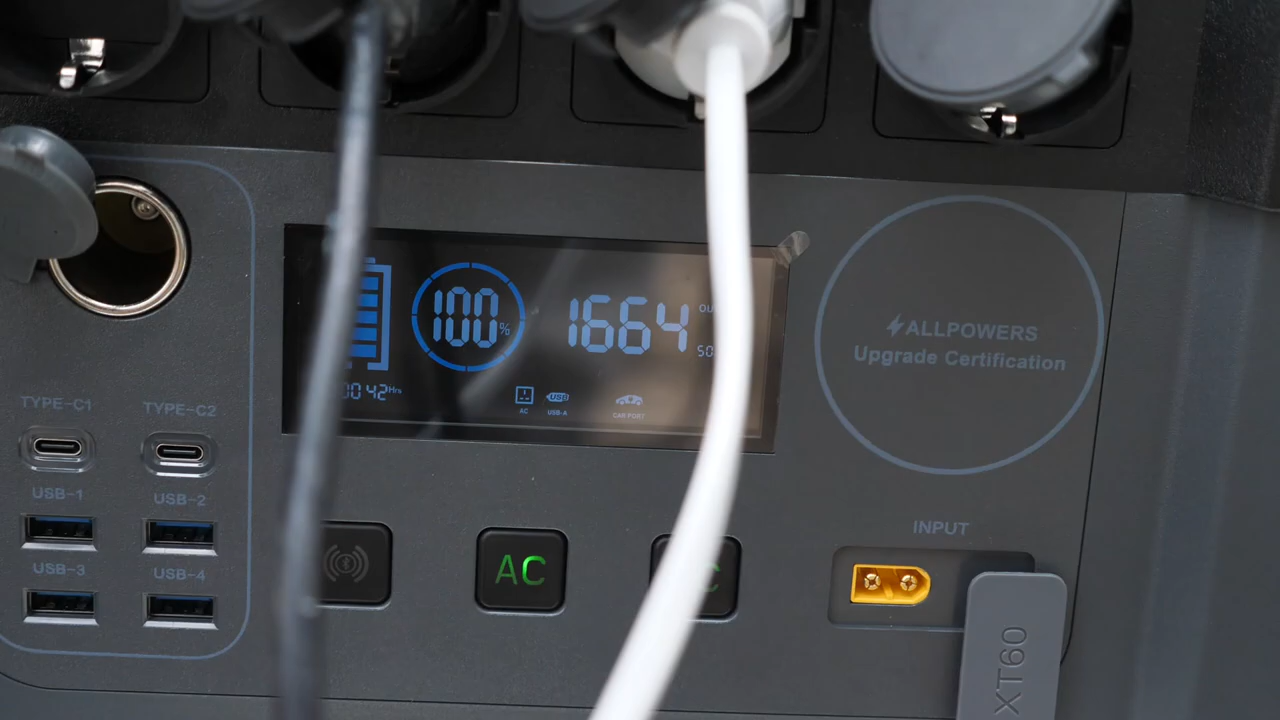 100%
1664
42Hrs
AC
USB
USB-A
CAR PORT
ALLPOWERS
Upgrade Certification
TYPE-C1
TYPE-C2
USB-1
USB-2
USB-3
USB-4
AC
INPUT
XT60